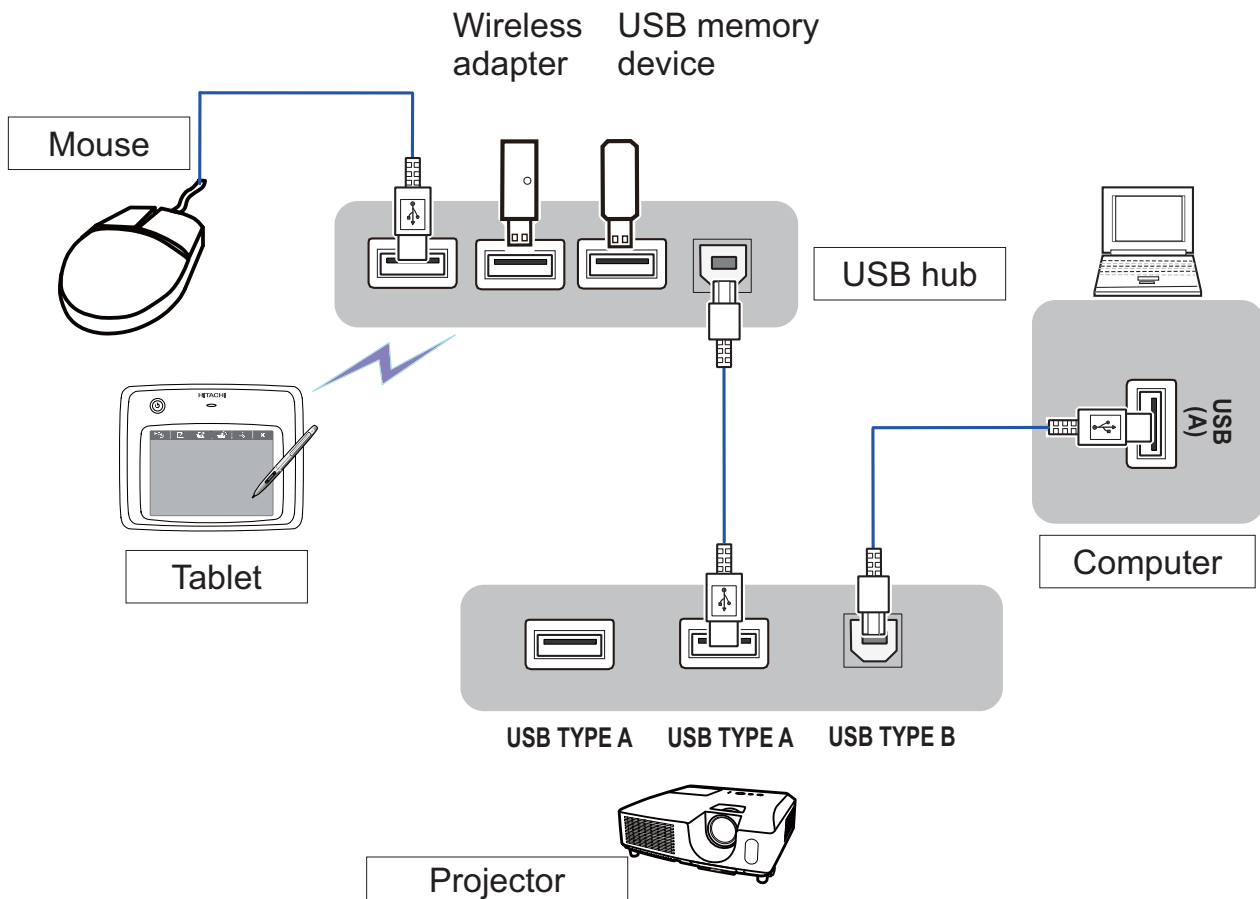 Wireless
adapter
USB memory
device
Mouse
USB hub
HITACHI
USB
(A)
Tablet
Computer
USB TYPE A
USB TYPE A
USB TYPE B
Projector